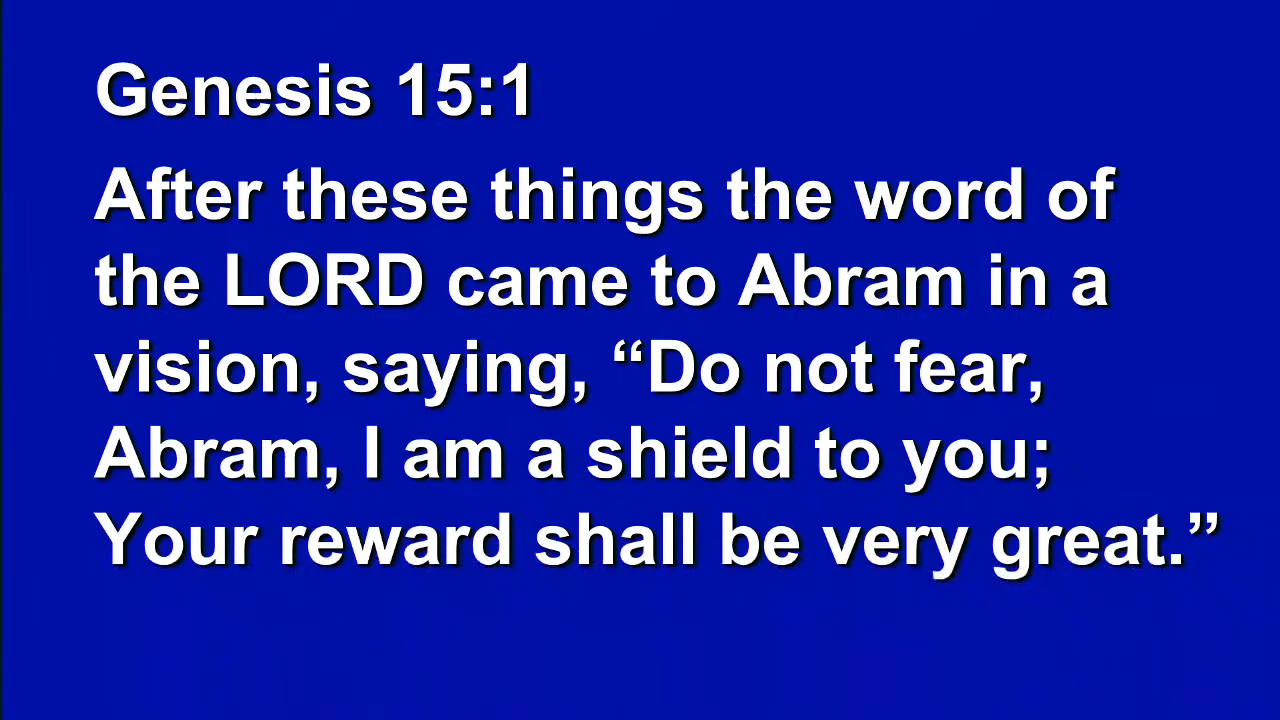 Genesis 15:1
After these things the word of
the LORD came to Abram in a
vision, saying, “Do not fear,
Abram, I am a shield to you;
Your reward shall be very great.”